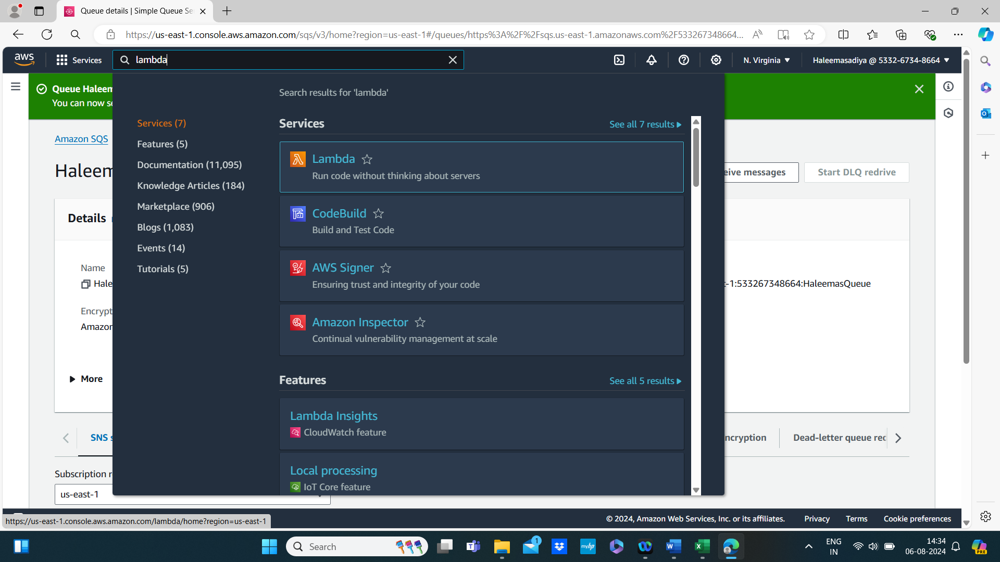 Queue details | Simple Queue Se
https://us-east-1.console.aws.amazon.com/sqs/v3/home?region=us-east-1#/queues/https%3A%2F%2Fsqs.us-east-1.amazonaws.com%2F533267348664...
aws
Services
lambda
N. Virginia
Haleemasadiya @ 5332-6734-8664
Queue Haleem
You can now se
Search results for 'lambda'
Services (7)
Features (5)
Documentation (11,095)
Knowledge Articles (184)
Marketplace (906)
Blogs (1,083)
Events (14)
Tutorials (5)
Services
See all 7 results
Lambda
Run code without thinking about servers
CodeBuild
Build and Test Code
AWS Signer
Ensuring trust and integrity of your code
Amazon Inspector
Continual vulnerability management at scale
Features
See all 5 results
Lambda Insights
CloudWatch feature
Local processing
IoT Core feature
Amazon SQS
Haleem
eive messages
Start DLQ redrive
Details
Name
Hale
-1:533267348664:HaleemasQueue
Encrypt
Amazon
More
SNS s
ncryption
Dead-letter queue red
Subscription r
us-east-1
https://us-east-1.console.aws.amazon.com/lambda/home?region=us-east-1
© 2024, Amazon Web Services, Inc. or its affiliates.
Privacy
Terms
Cookie preferences
Search
1
myhp
ENG
IN
14:34
06-08-2024
PRE